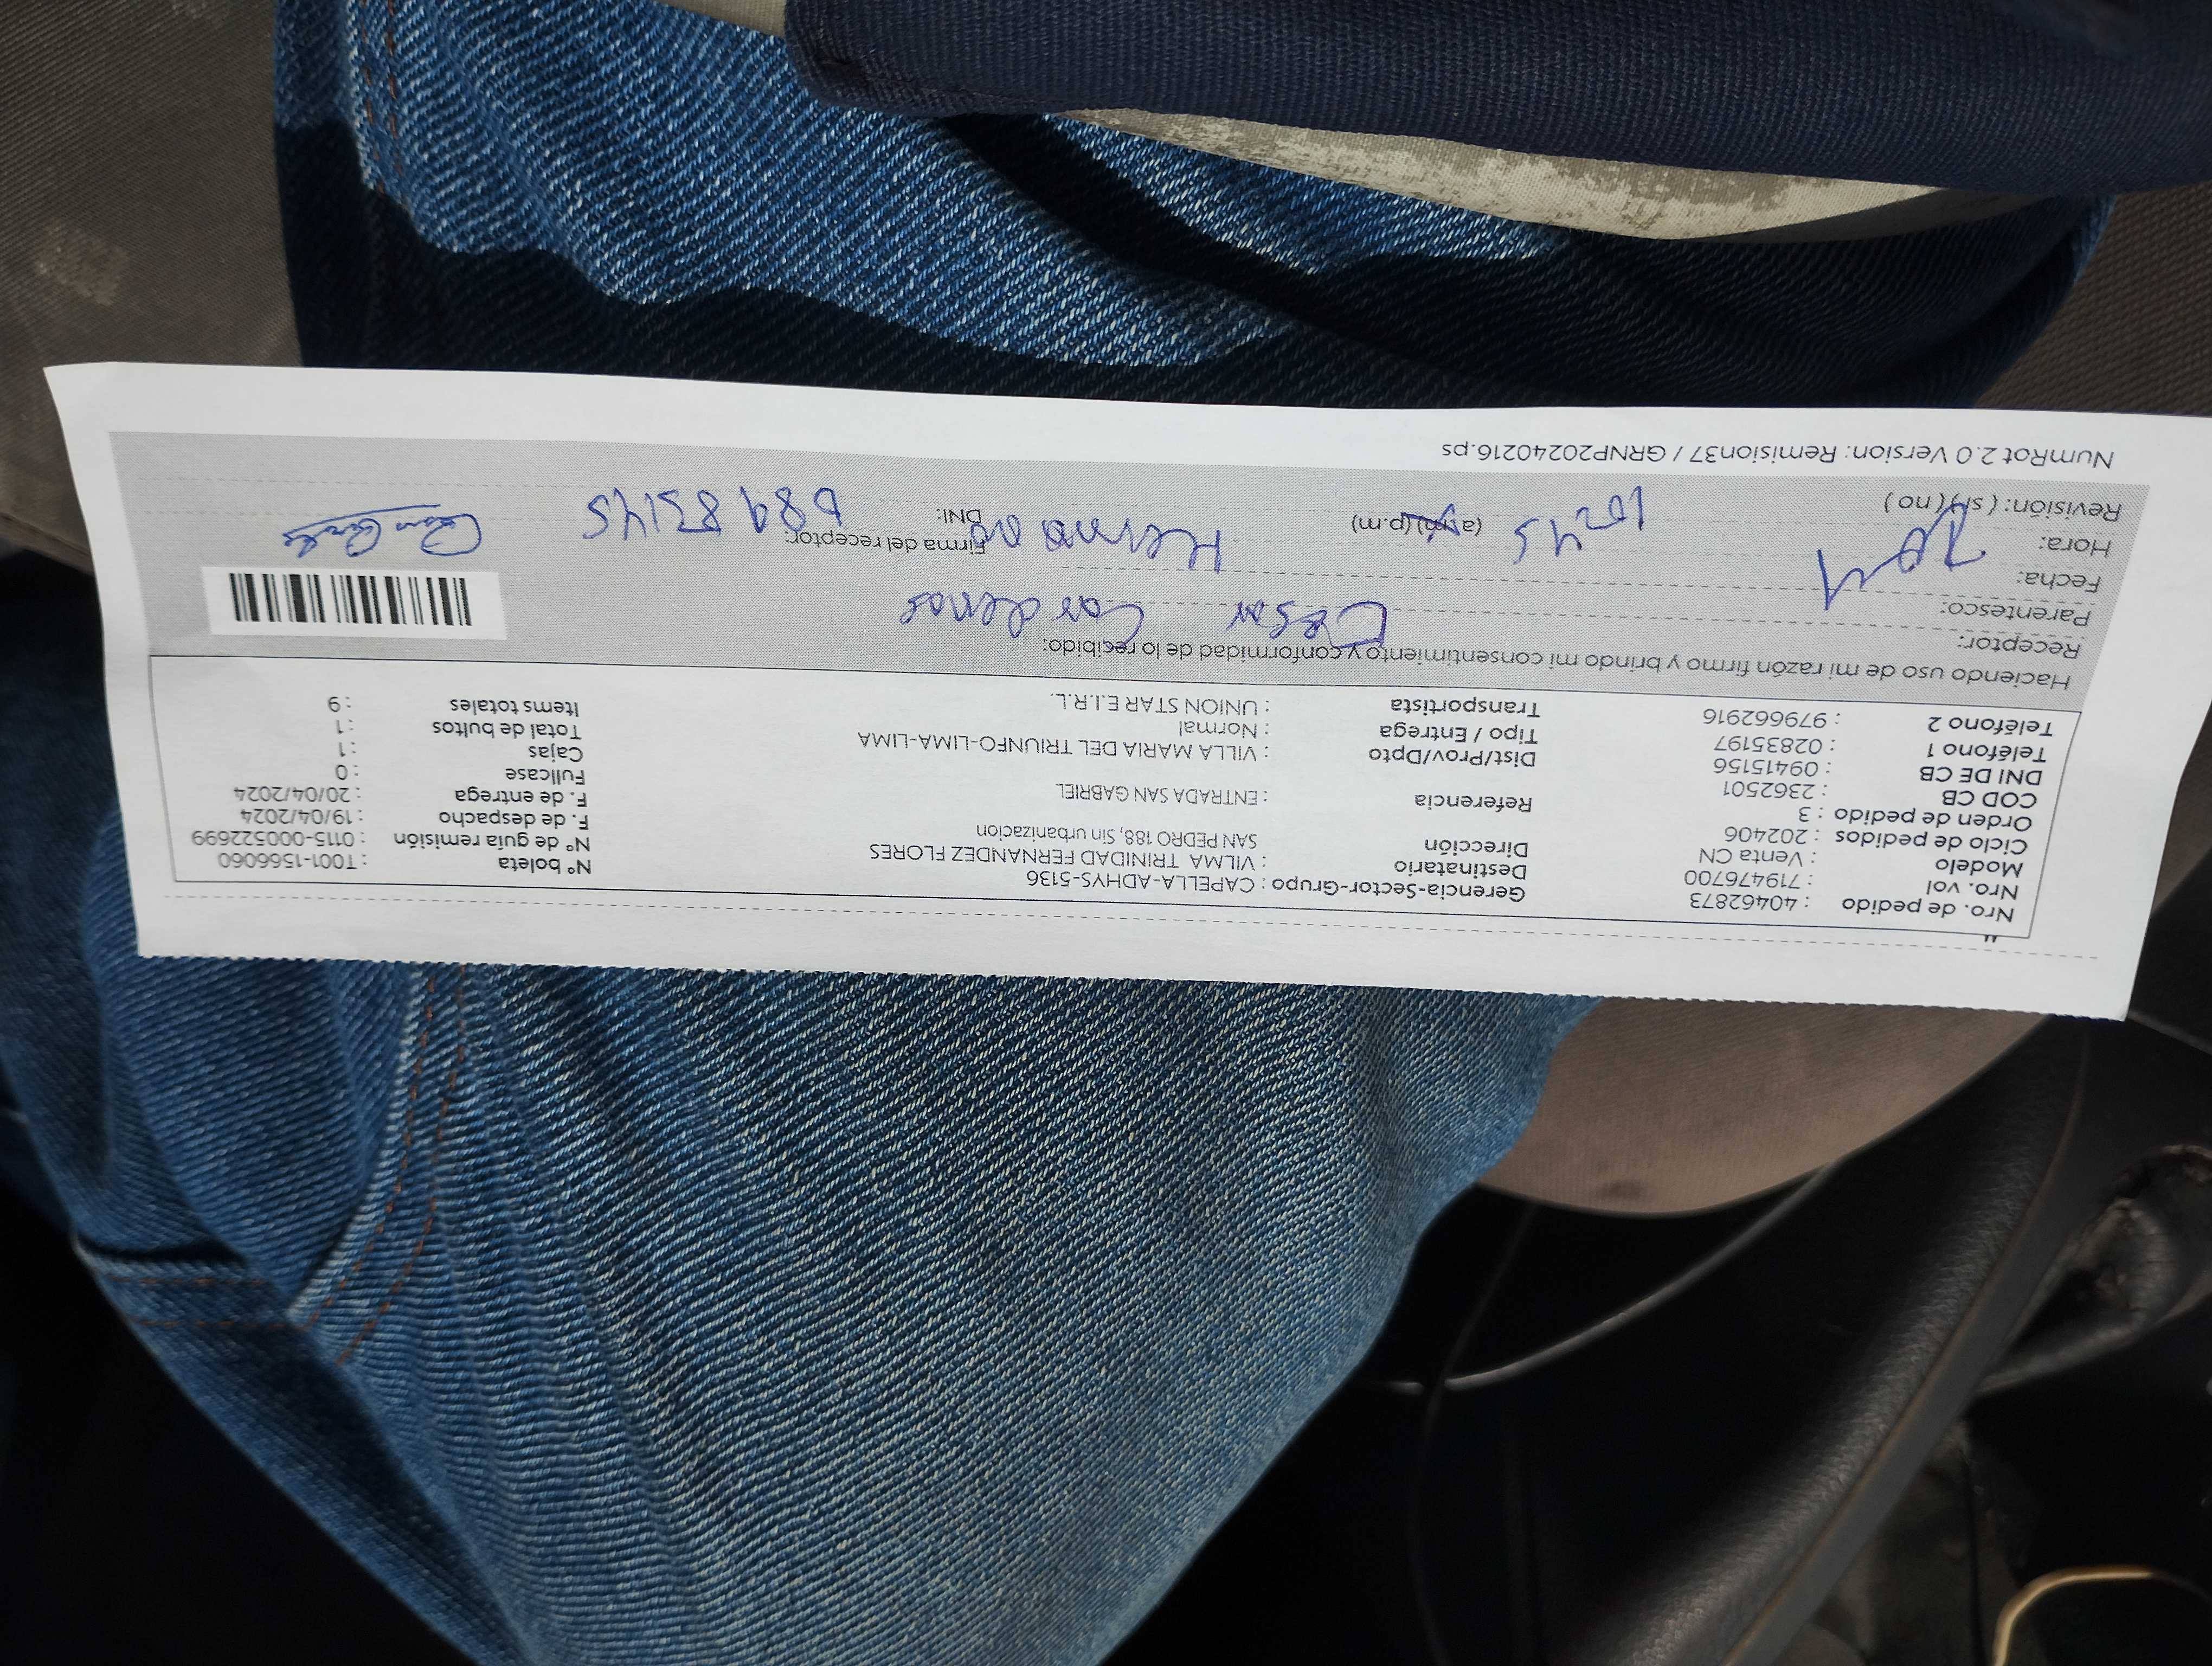 Nro. de pedido : 40462873
Nro. vol : 719476700
Modelo : Venta CN
Ciclo de pedidos : 202406
Orden de pedido : 3
COD CB : 2362501
DNI DE CB : 09415156
Teléfono 1 : 02835197
Teléfono 2 : 979662916
Gerencia-Sector-Grupo : CAPELLA-ADHYS-5136
Destinatario : VILMA TRINIDAD FERNANDEZ FLORES
Dirección SAN PEDRO 188, Sin urbanizacion
Referencia : ENTRADA SAN GABRIEL
Dist/Prov/Dpto : VILLA MARIA DEL TRIUNFO-LIMA-LIMA
Tipo / Entrega : Normal
Transportista : UNION STAR E.I.R.L.
N° boleta : T001-1566060
N° de guía remisión : 0115-000522699
F. de despacho : 19/04/2024
F. de entrega : 20/04/2024
Fullcase : 0
Cajas : 1
Total de bultos : 1
Items totales : 9
Haciendo uso de mi razón firmo y brindo mi consentimiento y conformidad de lo recibido:
Receptor: Cesar Cardenas
Parentesco: Hermano
Fecha:
Hora: 10:45 (a.m)(p.m)
Revisión: ( si )( no )
Firma del receptor:
DNI:
NumRot 2.0 Version: Remision37 / GRNP20240216.ps